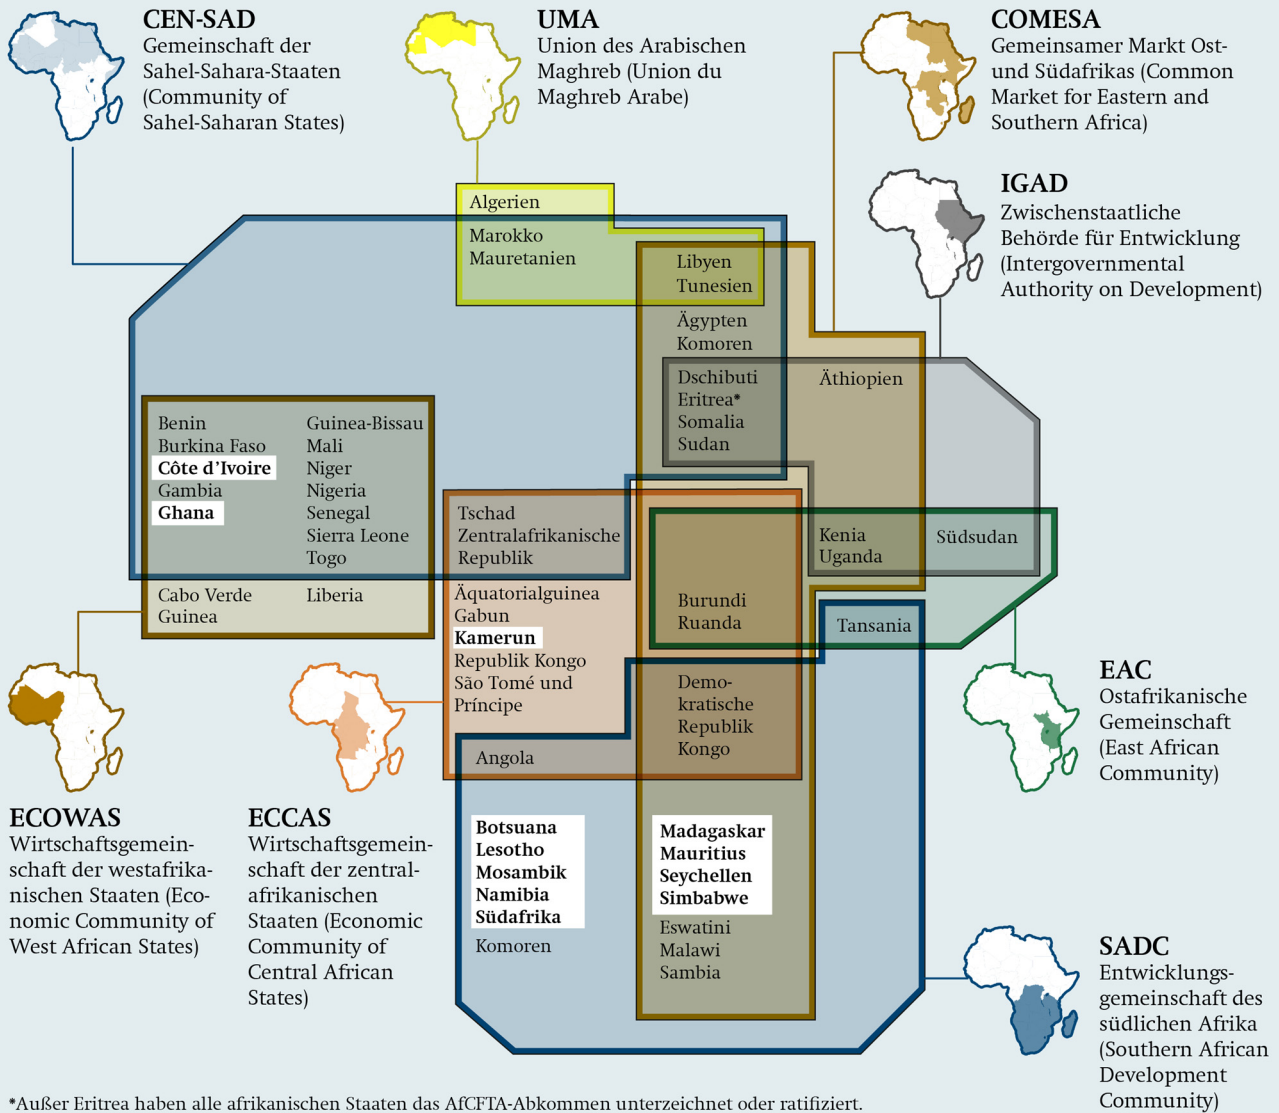 CEN-SAD
Gemeinschaft der
Sahel-Sahara-Staaten
(Community of
Sahel-Saharan States)
UMA
Union des Arabischen
Maghreb (Union du
Maghreb Arabe)
COMESA
Gemeinsamer Markt Ost-
und Südafrikas (Common
Market for Eastern and
Southern Africa)
IGAD
Zwischenstaatliche
Behörde für Entwicklung
(Intergovernmental
Authority on Development)
Algerien
Marokko
Mauretanien
Libyen
Tunesien
Ägypten
Komoren
Dschibuti
Eritrea*
Somalia
Sudan
Äthiopien
Benin
Burkina Faso
Côte d’Ivoire
Gambia
Ghana
Guinea-Bissau
Mali
Niger
Nigeria
Senegal
Sierra Leone
Togo
Cabo Verde
Guinea
Liberia
Tschad
Zentralafrikanische
Republik
Äquatorialguinea
Gabun
Kamerun
Republik Kongo
São Tomé und
Príncipe
Angola
Kenia
Uganda
Südsudan
Burundi
Ruanda
Tansania
Demo-
kratische
Republik
Kongo
Botsuana
Lesotho
Mosambik
Namibia
Südafrika
Komoren
Madagaskar
Mauritius
Seychellen
Simbabwe
Eswatini
Malawi
Sambia
ECOWAS
Wirtschaftsgemein-
schaft der westafrika-
nischen Staaten (Eco-
nomic Community of
West African States)
ECCAS
Wirtschaftsgemein-
schaft der zentral-
afrikanischen
Staaten (Economic
Community of
Central African
States)
EAC
Ostafrikanische
Gemeinschaft
(East African
Community)
SADC
Entwicklungs-
gemeinschaft des
südlichen Afrika
(Southern African
Development
Community)
*Außer Eritrea haben alle afrikanischen Staaten das AfCFTA-Abkommen unterzeichnet oder ratifiziert.